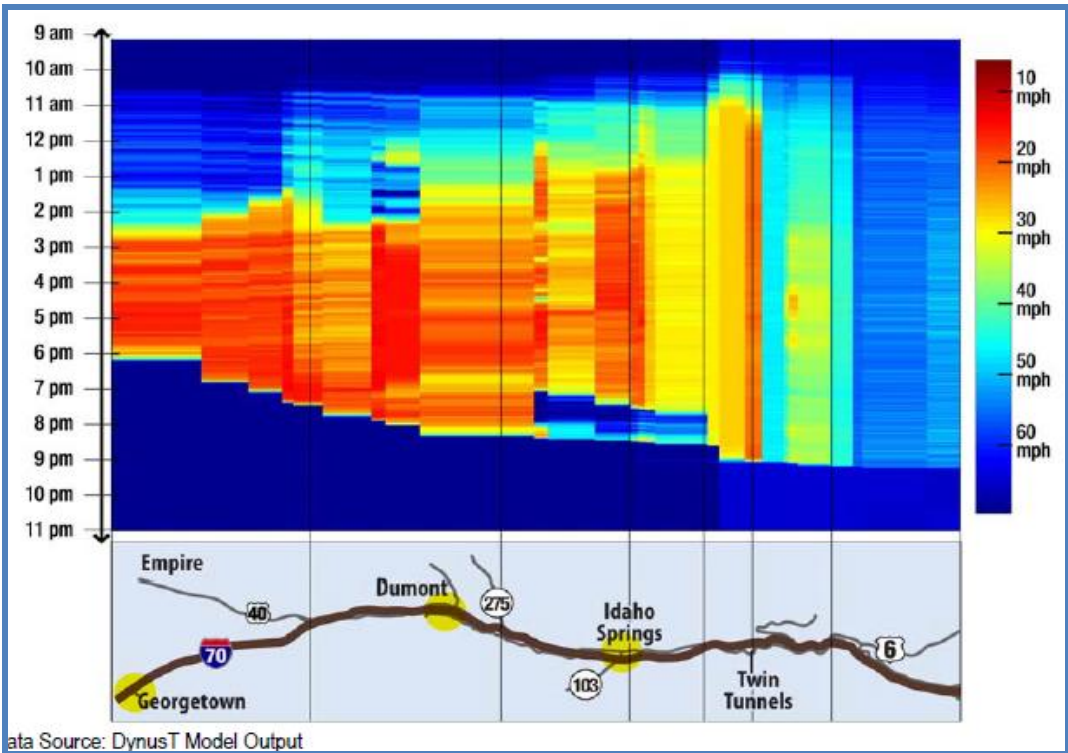 9 am
10 am
11 am
12 pm
1 pm
2 pm
3 pm
4 pm
5 pm
6 pm
7 pm
8 pm
9 pm
10 pm
11 pm
10
mph
20
mph
30
mph
40
mph
50
mph
60
mph
Empire
40
70
Georgetown
Dumont
275
Idaho
Springs
103
Twin
Tunnels
6
ata Source: DynusT Model Output